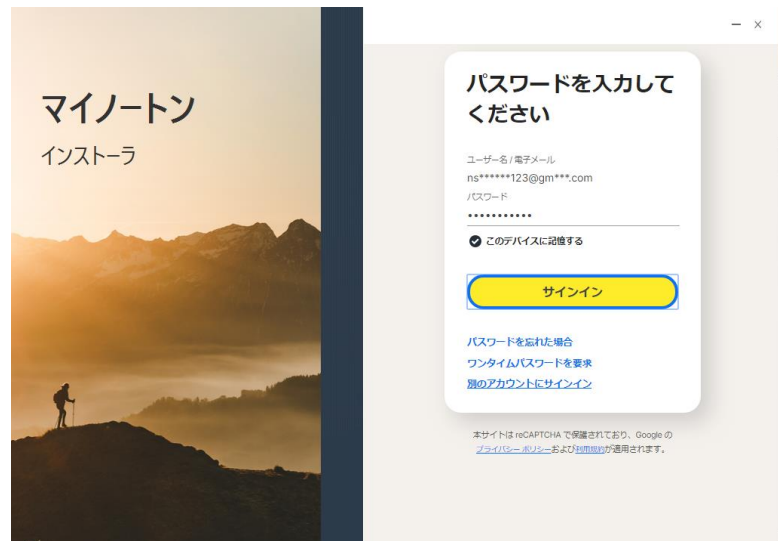 マイノートン
インストーラ
パスワードを入力して
ください
ユーザー名 / 電子メール
ns******123@gm***.com
パスワード
•••••••••••
このデバイスに記憶する
サインイン
パスワードを忘れた場合
ワンタイムパスワードを要求
別のアカウントにサインイン
本サイトは reCAPTCHA で保護されており、Google の
プライバシー ポリシーおよび利用規約が適用されます。